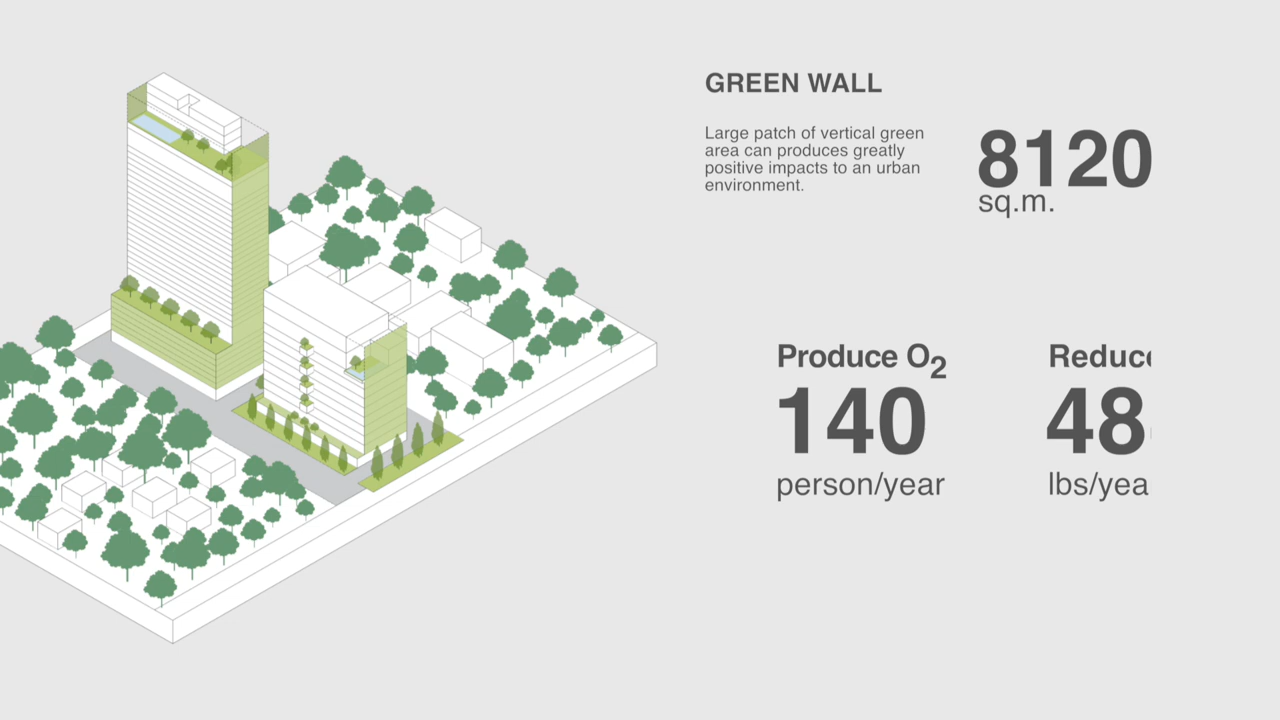 GREEN WALL
Large patch of vertical green
area can produces greatly
positive impacts to an urban
environment.
8120
sq.m.
Produce O2
140
person/year
48